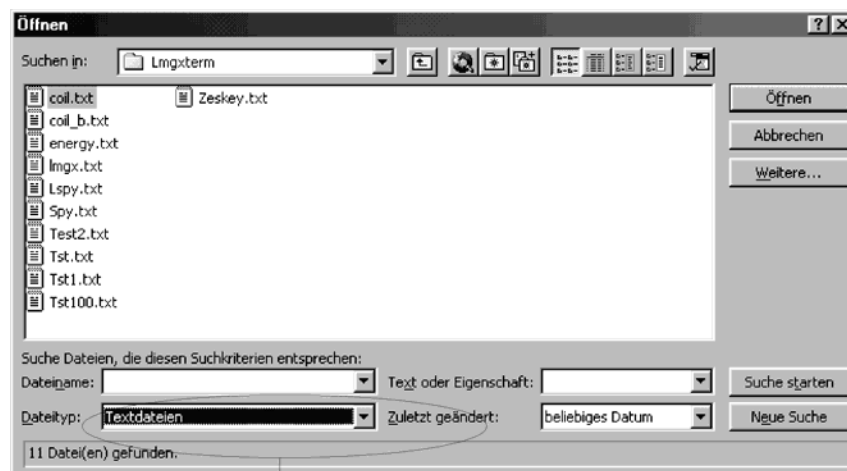 Öffnen
Suchen in: Lmgxterm
coil.txt
coil_b.txt
energy.txt
lmgx.txt
Lspy.txt
Spy.txt
Test2.txt
Tst.txt
Tst1.txt
Tst100.txt
Zeskey.txt
Öffnen
Abbrechen
Weitere...
Suche Dateien, die diesen Suchkriterien entsprechen:
Dateiname: Text oder Eigenschaft: Suche starten
Dateityp: Textdateien Zuletzt geändert: beliebiges Datum Neue Suche
11 Datei(en) gefunden.